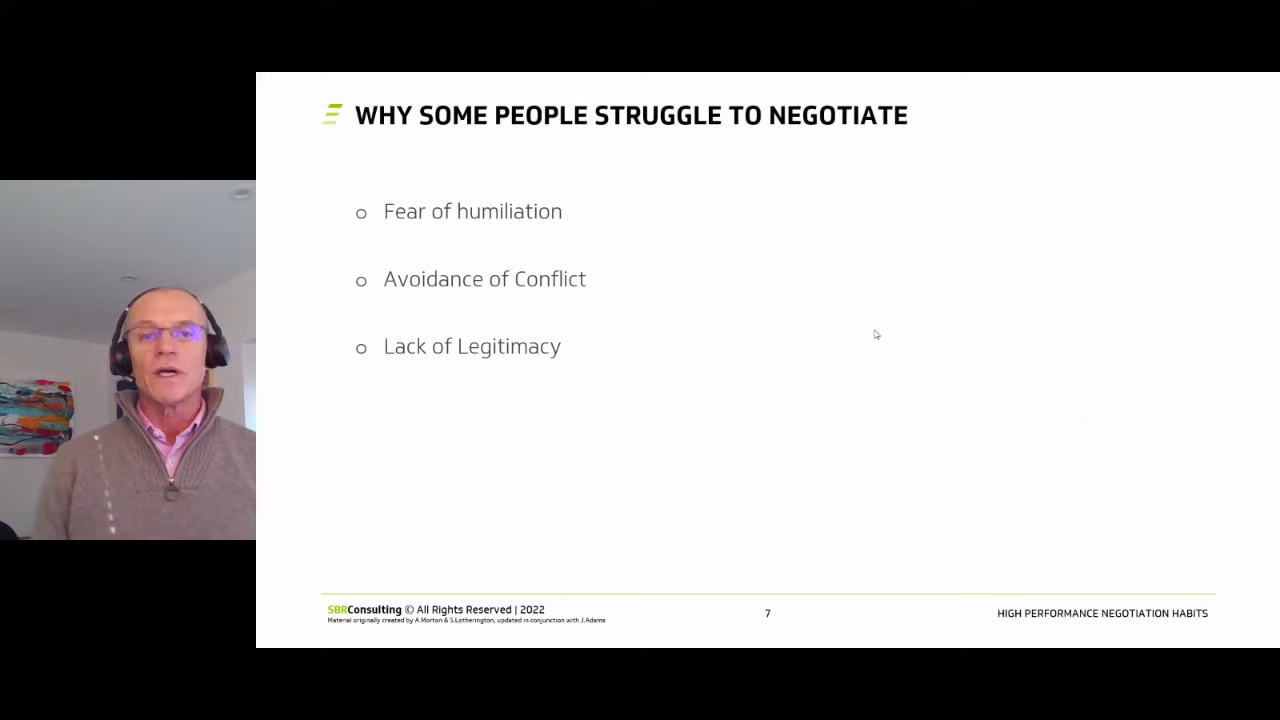 WHY SOME PEOPLE STRUGGLE TO NEGOTIATE
o Fear of humiliation
o Avoidance of Conflict
o Lack of Legitimacy
SBRConsulting © All Rights Reserved | 2022
Material originally created by A.Morton & S.Lotherington, updated in conjunction with J.Adams
7
HIGH PERFORMANCE NEGOTIATION HABITS